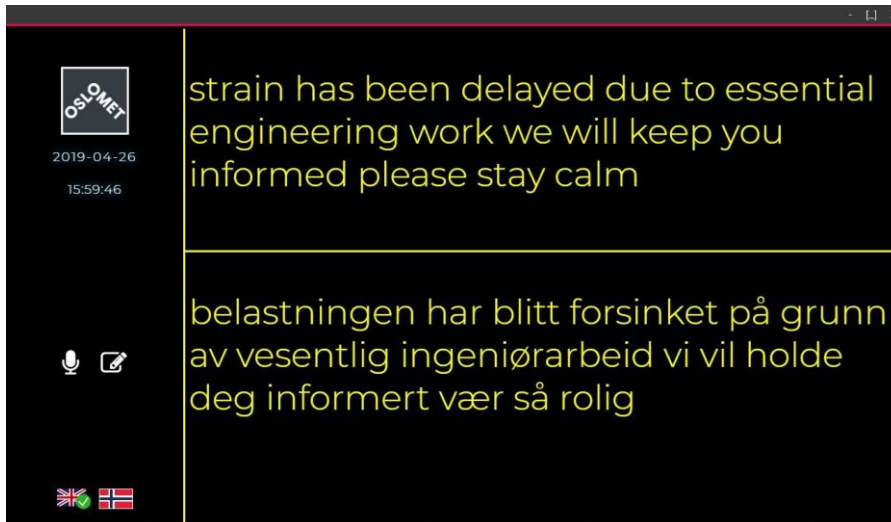 OSLOMET
2019-04-26
15:59:46
strain has been delayed due to essential
engineering work we will keep you
informed please stay calm
belastningen har blitt forsinket på grunn
av vesentlig ingeniørarbeid vi vil holde
deg informert vær så rolig